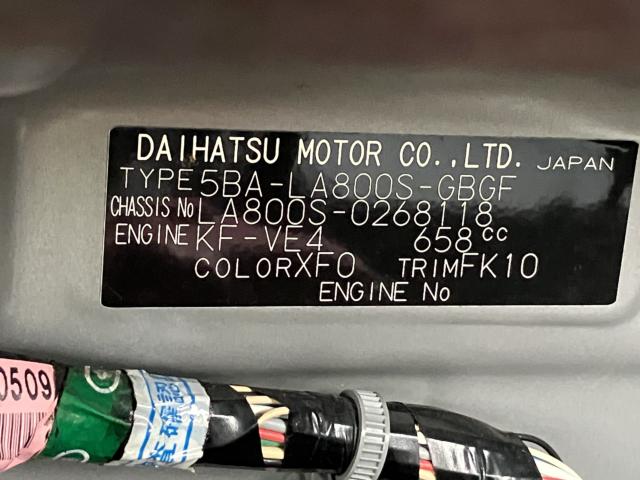 DAIHATSU MOTOR CO.,LTD. JAPAN
TYPE 5BA-LA800S-GBGF
CHASSIS No LA800S-0268118
ENGINE KF-VE4 658cc
COLOR XF0 TRIM FK10
ENGINE No
0509